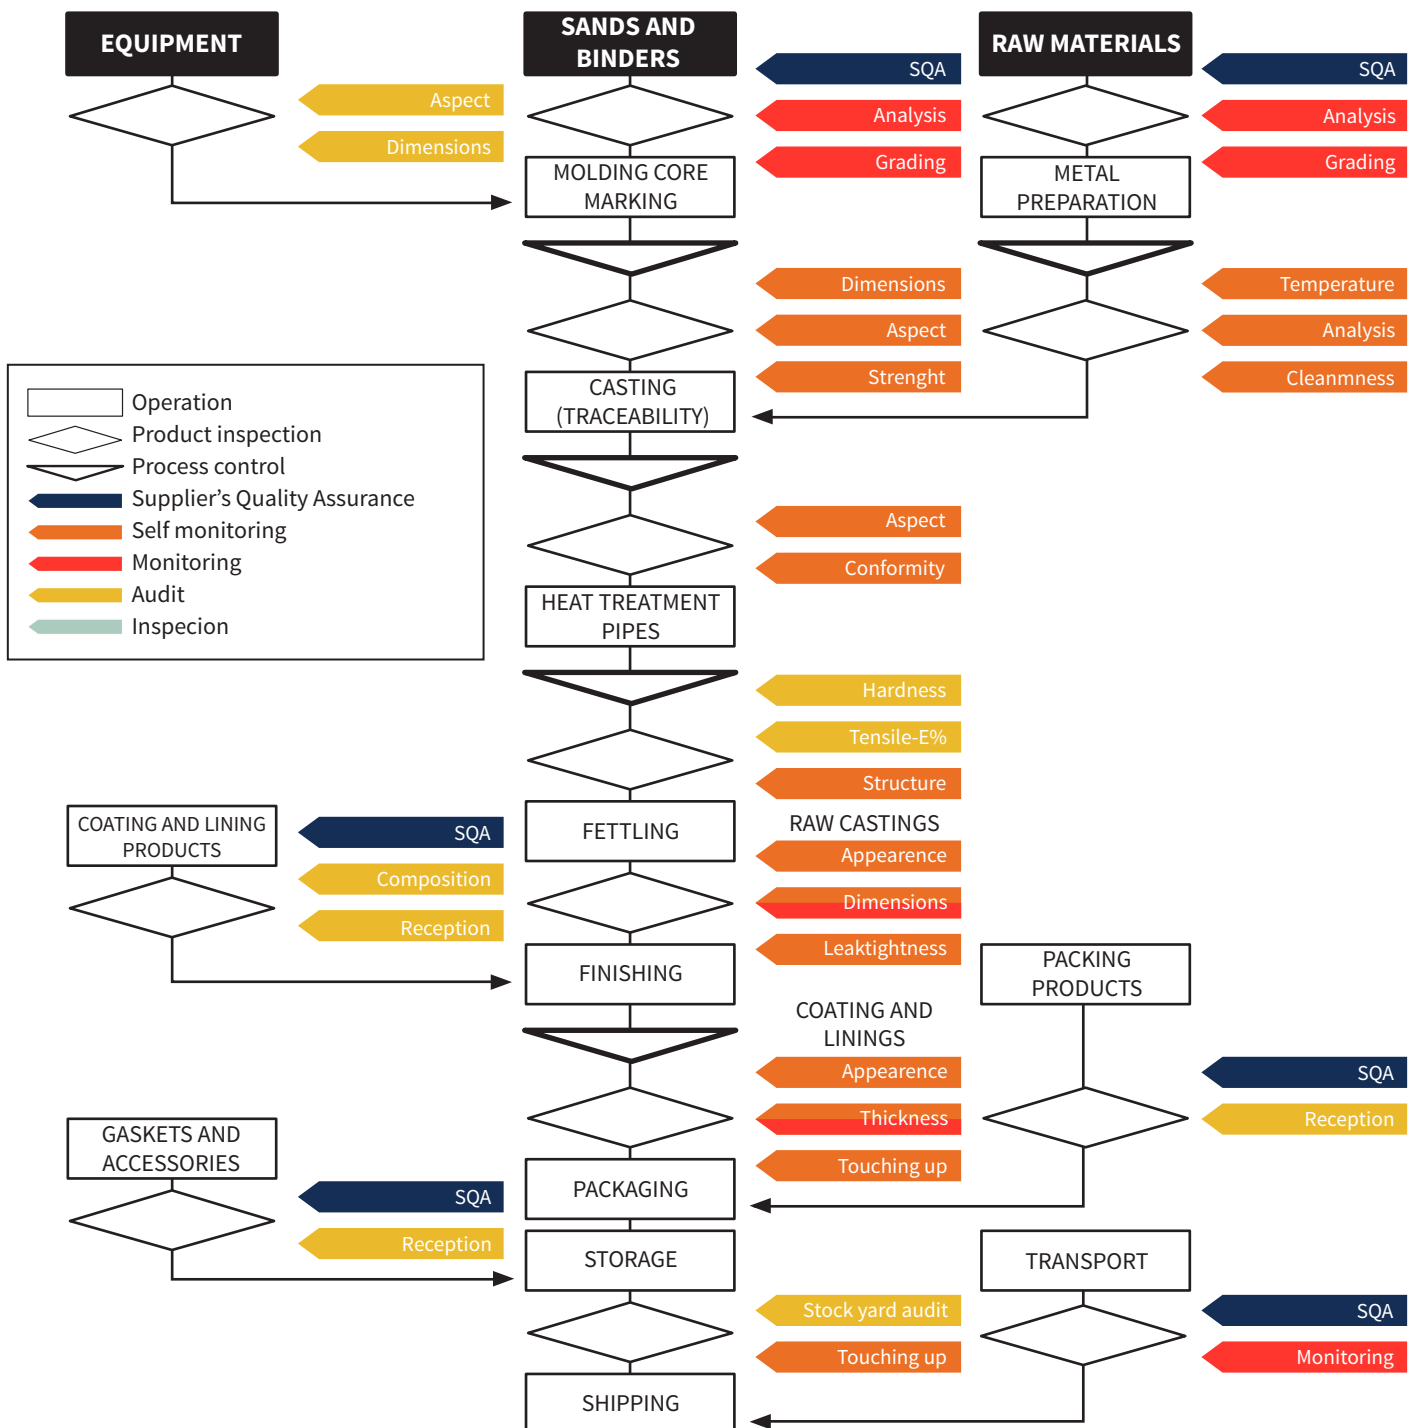 EQUIPMENT
SANDS AND
BINDERS
RAW MATERIALS
SQA
SQA
Aspect
Analysis
Analysis
Dimensions
Grading
Grading
MOLDING CORE
MARKING
METAL
PREPARATION
Dimensions
Temperature
Aspect
Analysis
Strenght
Cleanmness
CASTING
(TRACEABILITY)
Operation
Product inspection
Process control
Supplier’s Quality Assurance
Self monitoring
Monitoring
Audit
Inspecion
Aspect
Conformity
HEAT TREATMENT
PIPES
Hardness
Tensile-E%
Structure
COATING AND LINING
PRODUCTS
SQA
Composition
Reception
FETTLING
RAW CASTINGS
Appearence
Dimensions
Leaktightness
FINISHING
PACKING
PRODUCTS
COATING AND
LININGS
Appearence
Thickness
Touching up
SQA
Reception
GASKETS AND
ACCESSORIES
SQA
Reception
PACKAGING
STORAGE
TRANSPORT
Stock yard audit
Touching up
SQA
Monitoring
SHIPPING